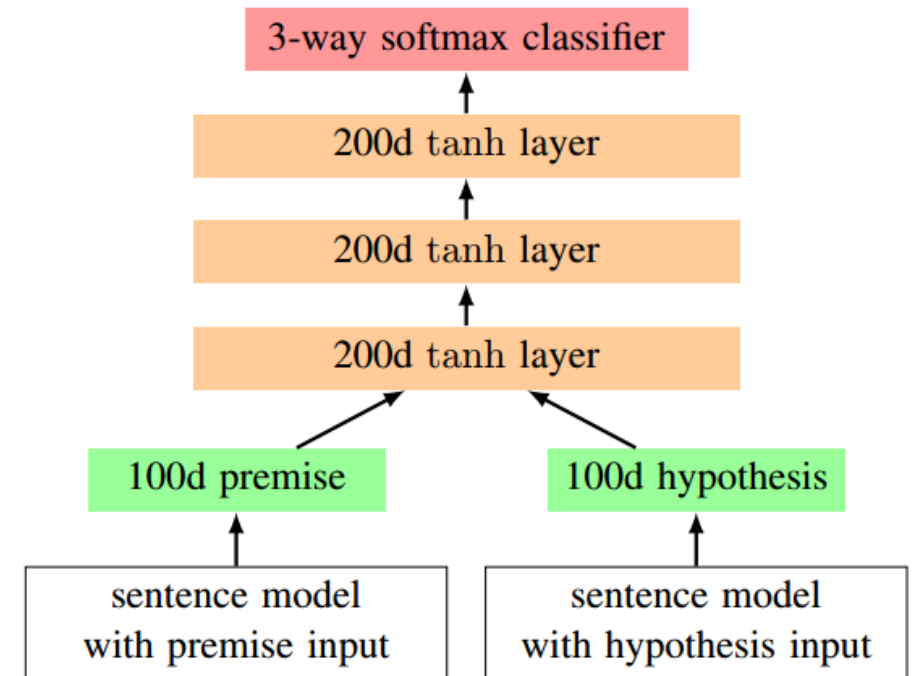 3-way softmax classifier
200d tanh layer
200d tanh layer
200d tanh layer
100d premise
100d hypothesis
sentence model
with premise input
sentence model
with hypothesis input